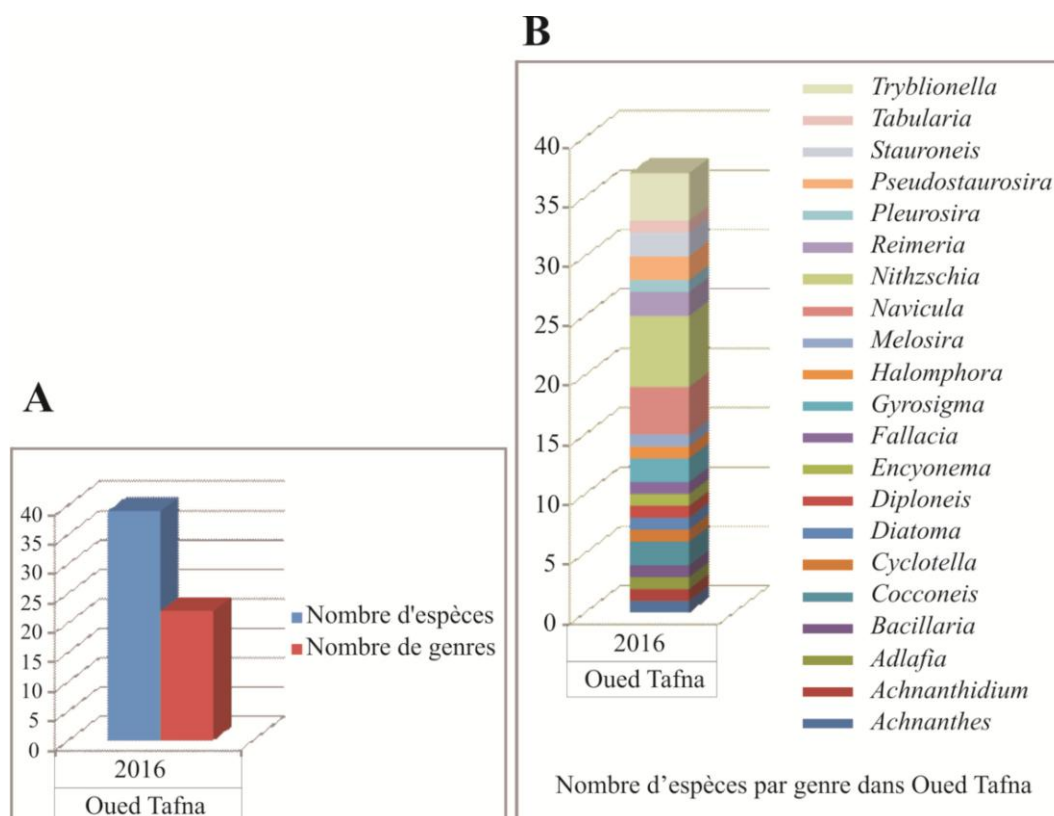 A
40
35
30
25
20
15
10
5
0
2016
Oued Tafna
Nombre d'espèces
Nombre de genres
B
40
35
30
25
20
15
10
5
0
2016
Oued Tafna
Tryblionella
Tabularia
Stauroneis
Pseudostaurosira
Pleurosira
Reimeria
Nithzschia
Navicula
Melosira
Halomphora
Gyrosigma
Fallacia
Encyonema
Diploneis
Diatoma
Cyclotella
Cocconeis
Bacillaria
Adlafia
Achnanthidium
Achnanthes
Nombre d’espèces par genre dans Oued Tafna